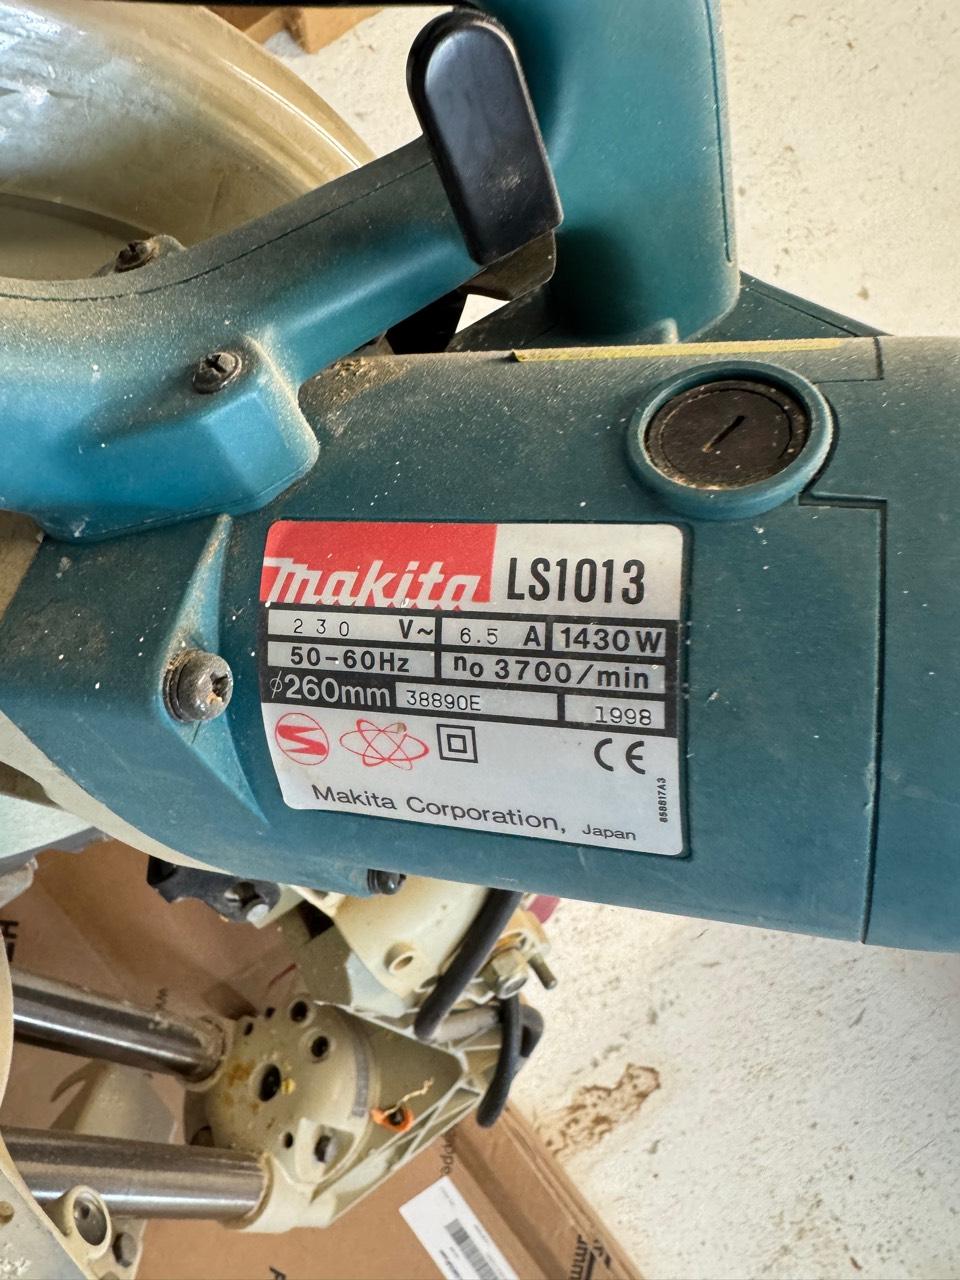 makita LS1013
230 V~ 6.5 A 1430W
50-60Hz no 3700/min
ø260mm 38890E 1998
CE
Makita Corporation, Japan
858817A3